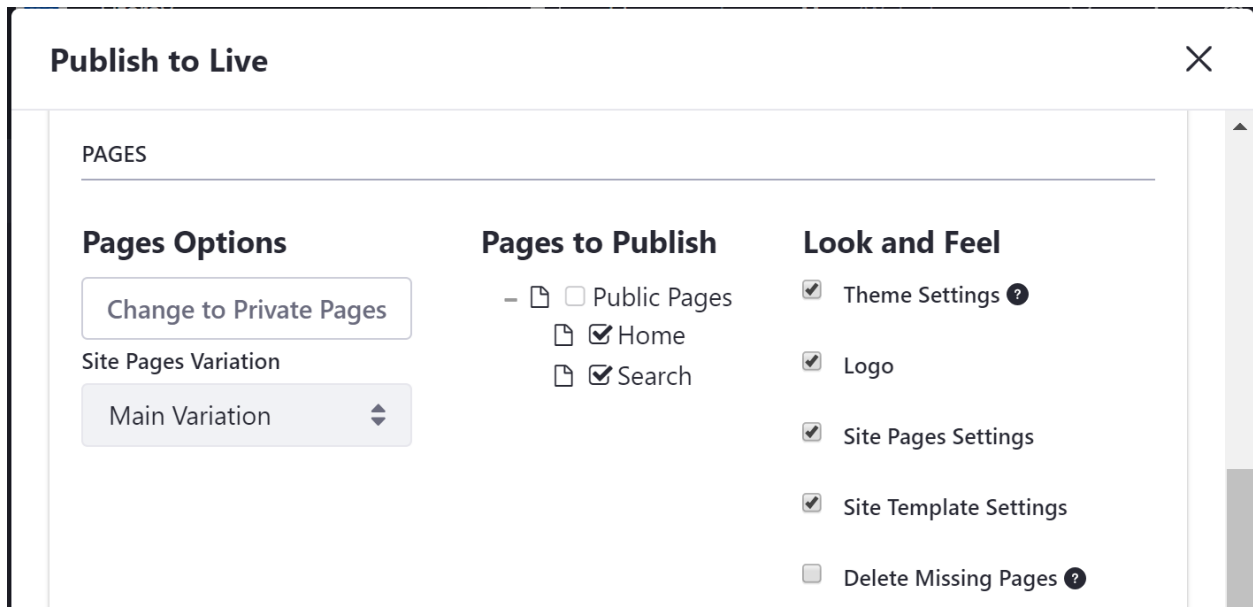 Publish to Live
PAGES
Pages Options
Change to Private Pages
Site Pages Variation
Main Variation
Pages to Publish
Public Pages
Home
Search
Look and Feel
Theme Settings ?
Logo
Site Pages Settings
Site Template Settings
Delete Missing Pages ?